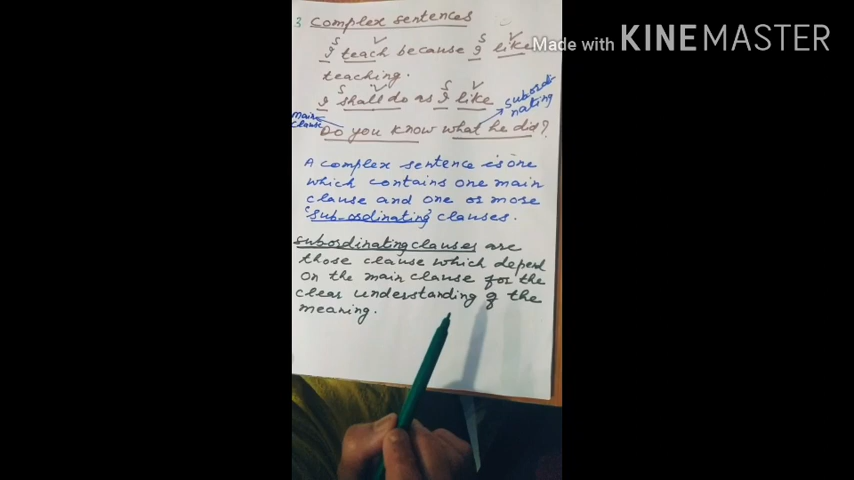 3 Complex sentences
S V S V
I teach because I like
teaching.
S V S V
I shall do as I like
subordi-
nating
main
clause
Do you know what he did?
A complex sentence is one
which contains one main
clause and one or more
'sub-ordinating' clauses.
subordinating clauses are
those clause which depend
on the main clause for the
clear understanding of the
meaning.
Made with KINEMASTER